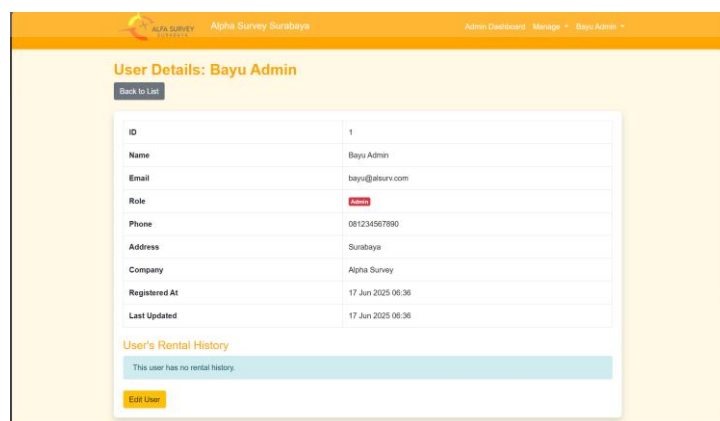 ALFA SURVEY
SURABAYA
Alpha Survey Surabaya
Admin Dashboard Manage Bayu Admin
User Details: Bayu Admin
Back to List
ID 1
Name Bayu Admin
Email bayu@alsurv.com
Role Admin
Phone 081234567890
Address Surabaya
Company Alpha Survey
Registered At 17 Jun 2025 06:36
Last Updated 17 Jun 2025 06:36
User's Rental History
This user has no rental history.
Edit User